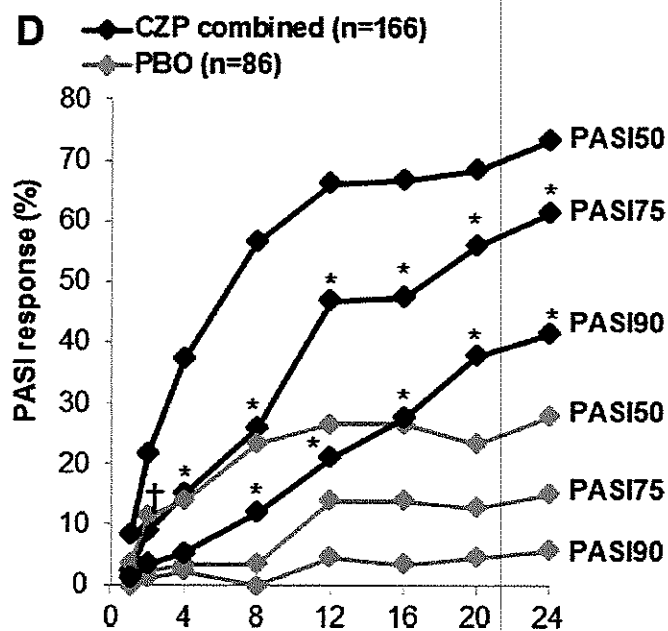 D
CZP combined (n=166)
PBO (n=86)
80
70
60
50
40
30
20
10
0
PASI response (%)
PASI50
*
PASI75
*
*
*
*
*
PASI90
*
*
*
*
*
PASI50
†
PASI75
PASI90
0 4 8 12 16 20 24